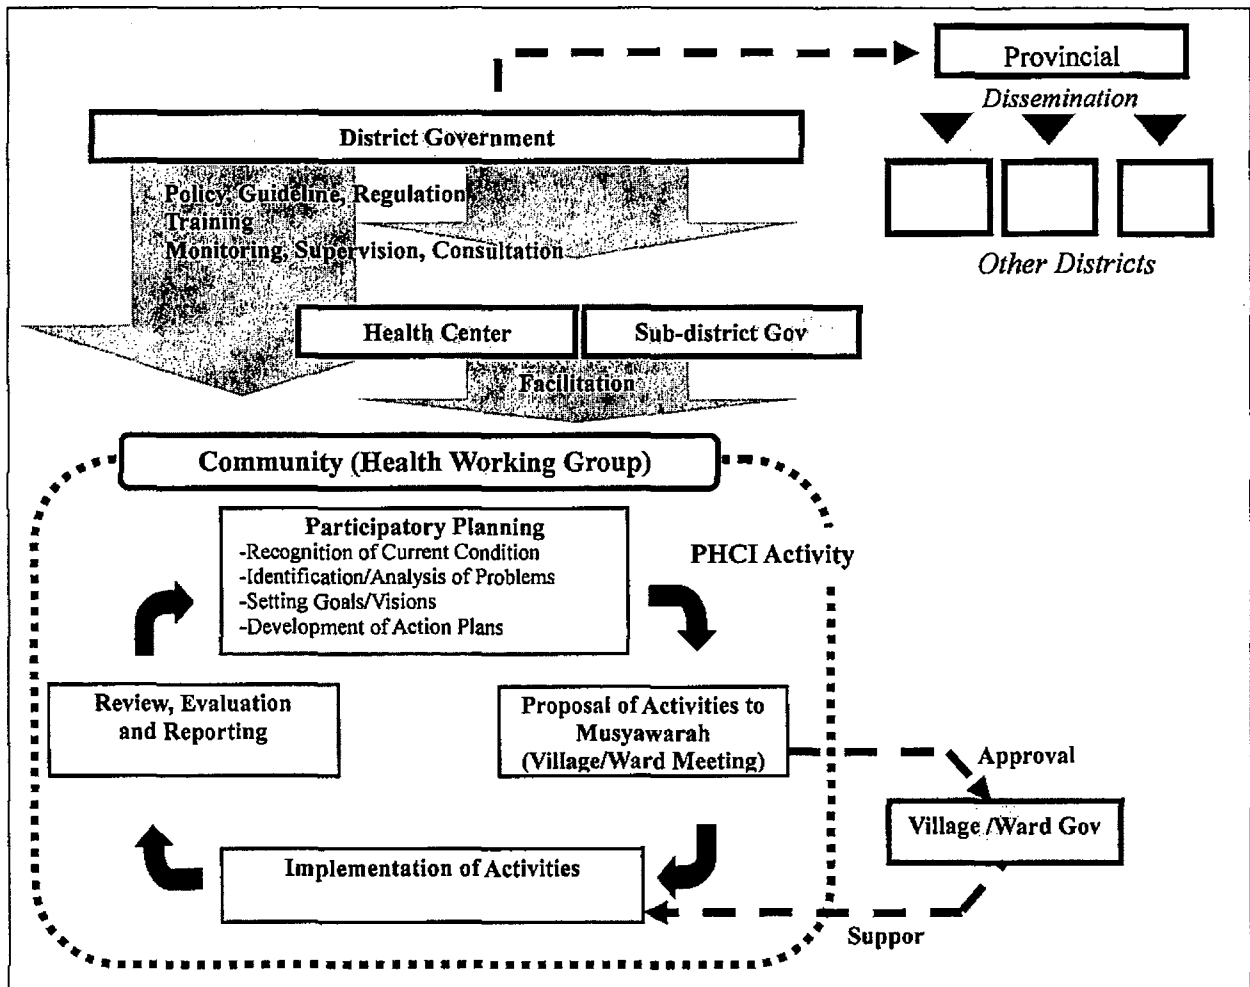 Provincial
Dissemination
District Government
Policy, Guideline, Regulation,
Training
Monitoring, Supervision, Consultation
Other Districts
Health Center
Sub-district Gov
Facilitation
Community (Health Working Group)
Participatory Planning
-Recognition of Current Condition
-Identification/Analysis of Problems
-Setting Goals/Visions
-Development of Action Plans
PHCI Activity
Review, Evaluation
and Reporting
Proposal of Activities to
Musyawarah
(Village/Ward Meeting)
Approval
Village /Ward Gov
Implementation of Activities
Suppor